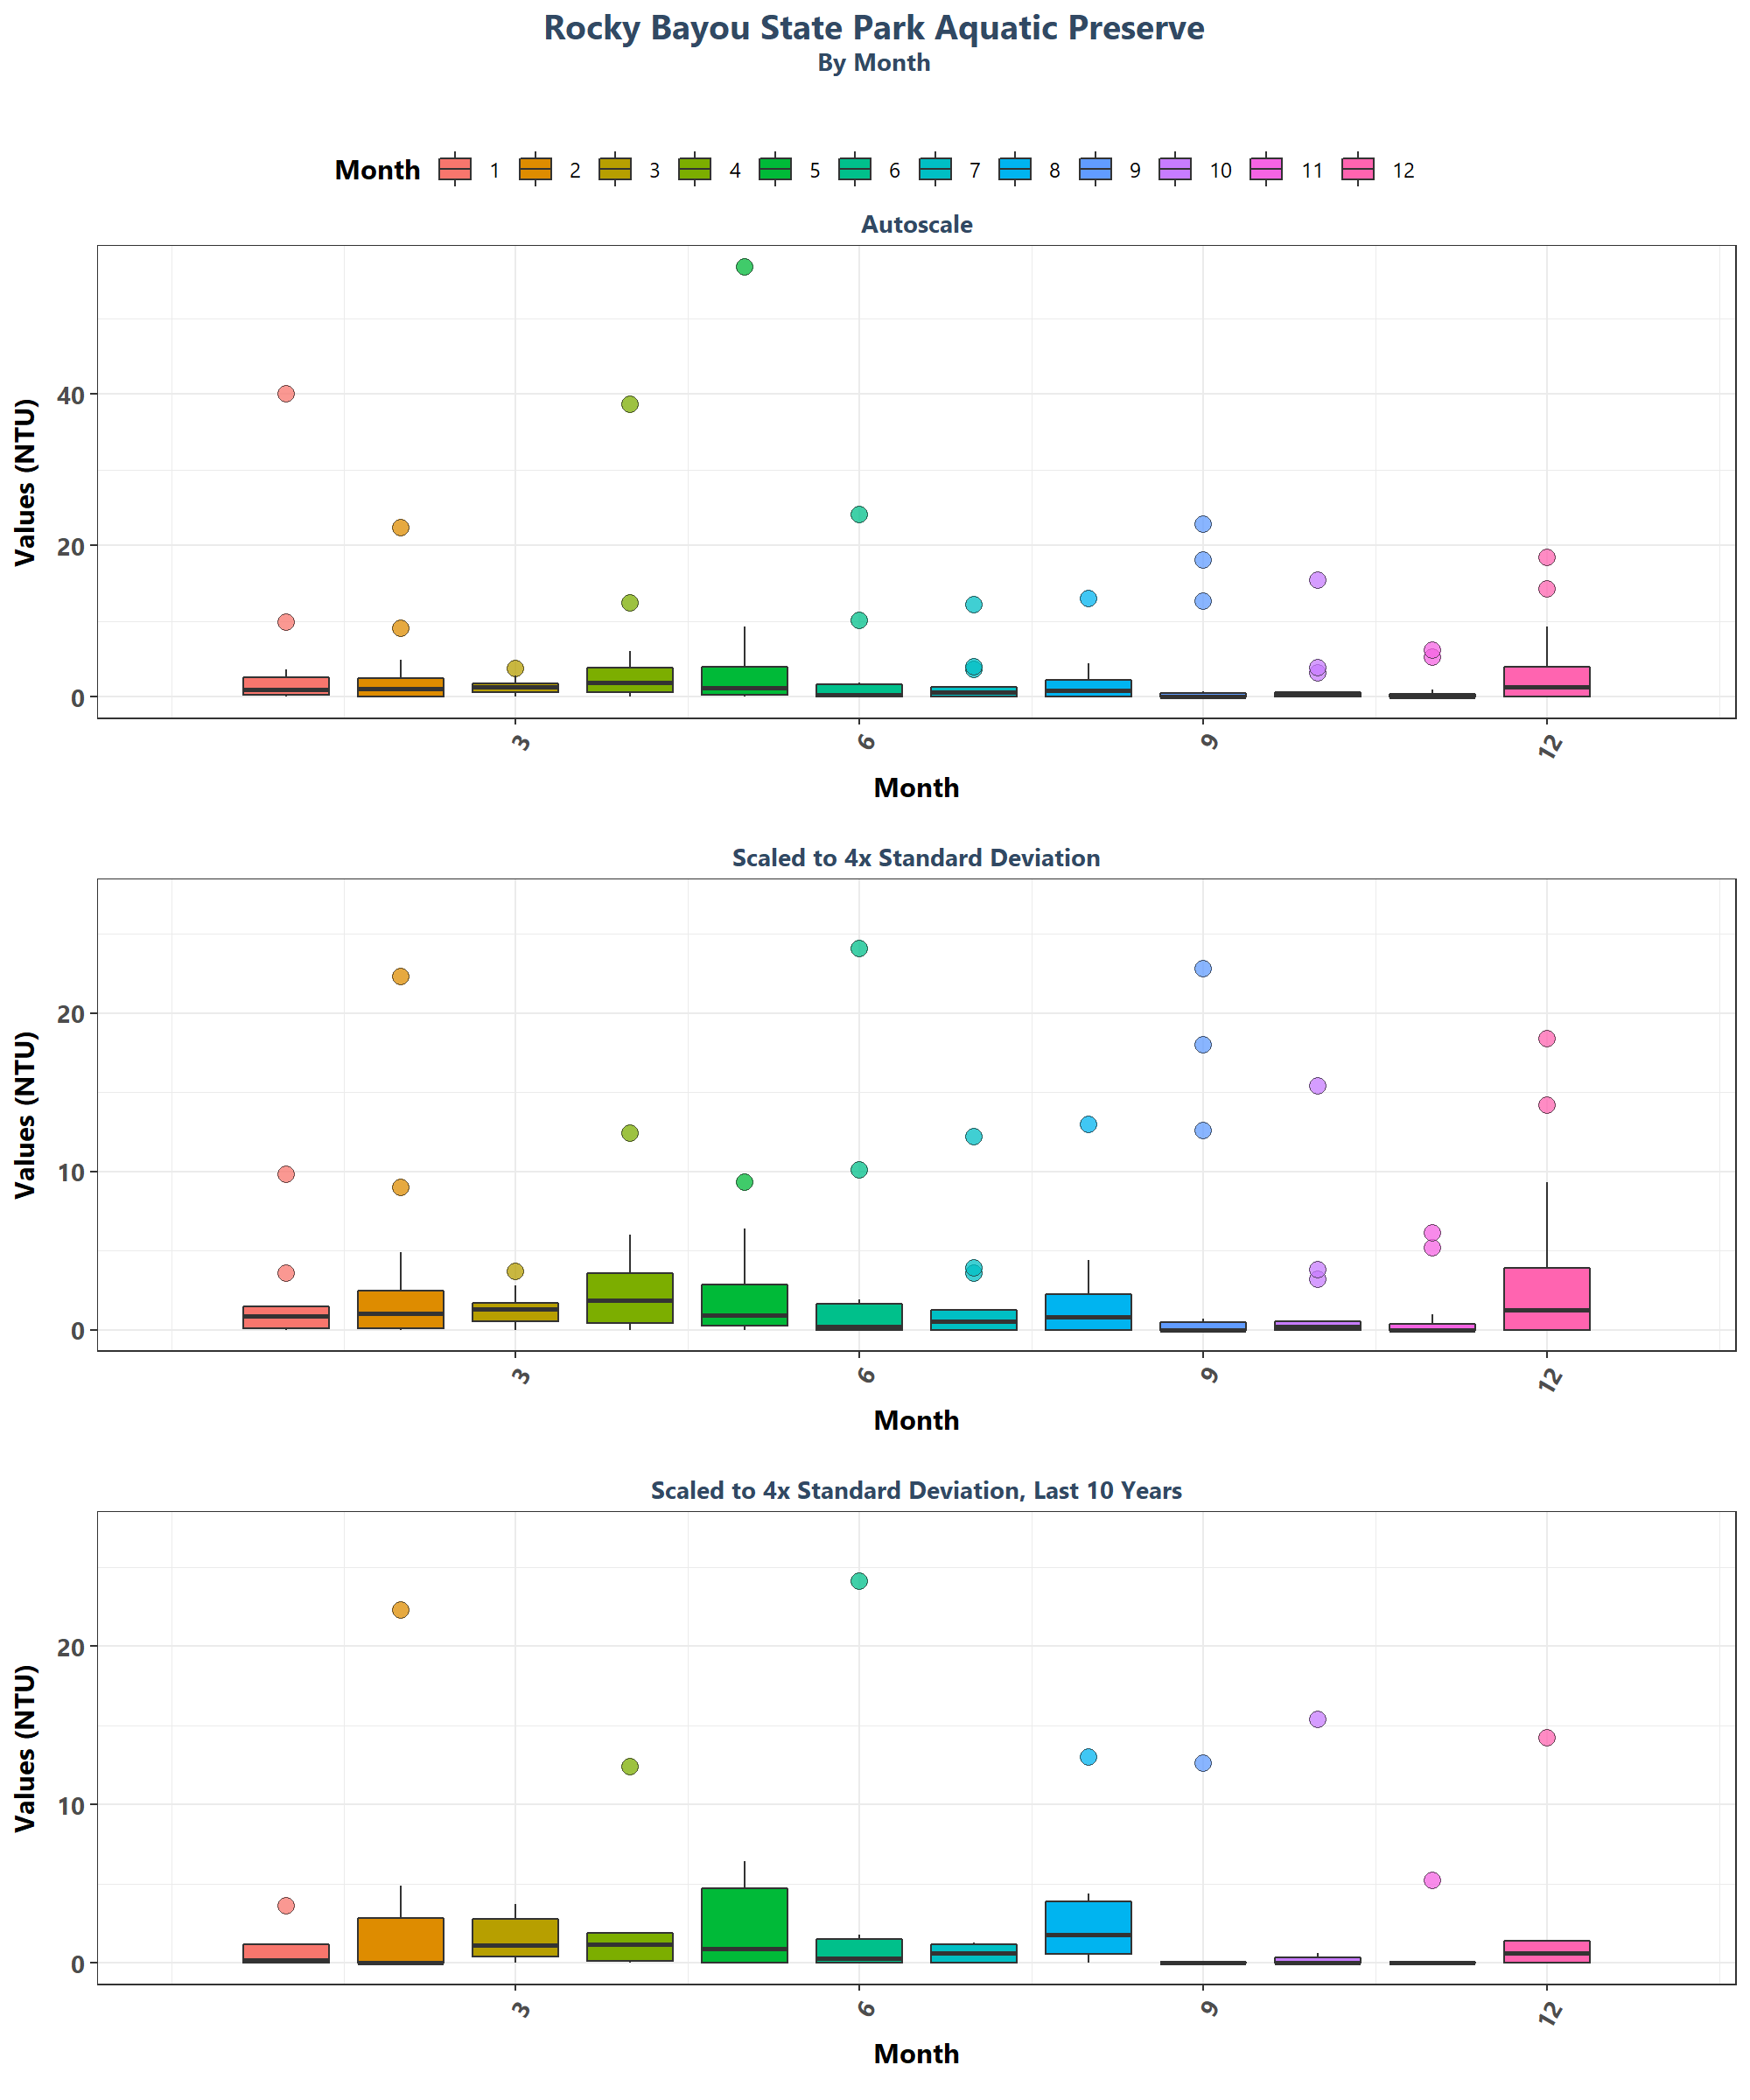 Rocky Bayou State Park Aquatic Preserve
By Month
Month 1 2 3 4 5 6 7 8 9 10 11 12
Autoscale
Values (NTU)
40
20
0
3 6 9 12
Month
Scaled to 4x Standard Deviation
Values (NTU)
20
10
0
3 6 9 12
Month
Scaled to 4x Standard Deviation, Last 10 Years
Values (NTU)
20
10
0
3 6 9 12
Month